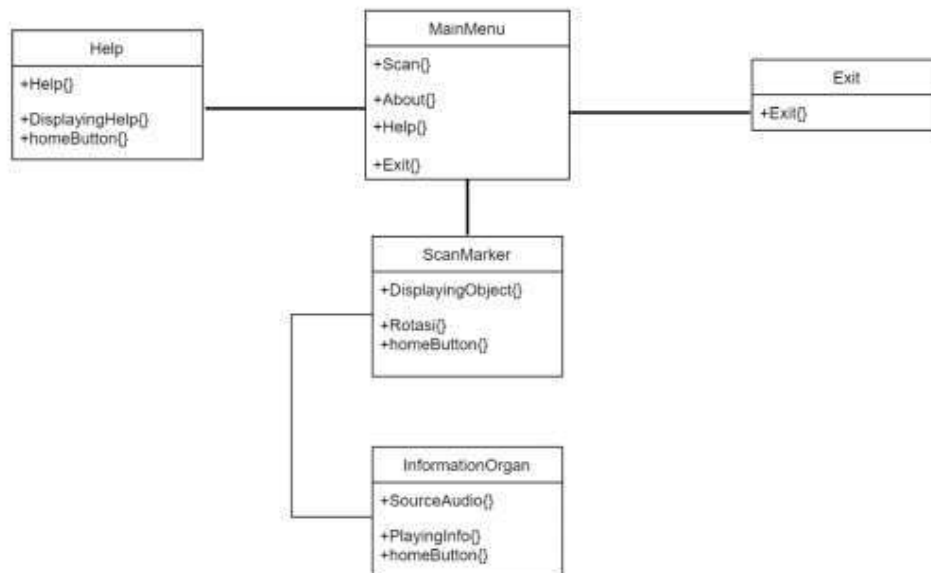 Help
+Help{}
+DisplayingHelp{}
+homeButton{}
MainMenu
+Scan{}
+About{}
+Help{}
+Exit{}
Exit
+Exit{}
ScanMarker
+DisplayingObject{}
+Rotasi{}
+homeButton{}
InformationOrgan
+SourceAudio{}
+PlayingInfo{}
+homeButton{}